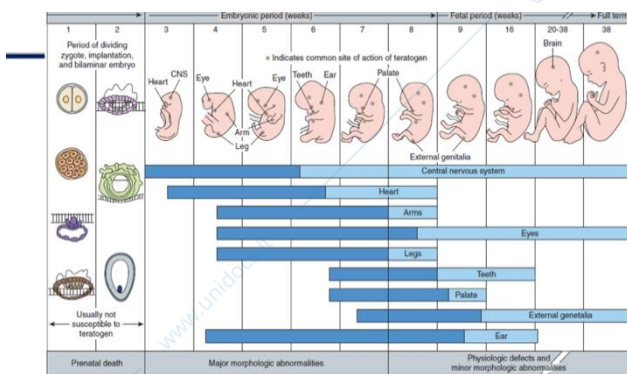 Embryonic period (weeks)
Fetal period (weeks)
Full term
1 2 3 4 5 6 7 8 9 16 20-38 38
Period of dividing
zygote, implantation,
and bilaminar embryo
• Indicates common site of action of teratogen
Brain
CNS
Heart
Eye
Heart
Eye
Teeth
Ear
Palate
Arm
Leg
External genitalia
Central nervous system
Heart
Arms
Eyes
Legs
Teeth
Palate
External genetalia
Ear
Usually not
susceptible to
teratogen
Prenatal death
Major morphologic abnormalities
Physiologic defects and
minor morphologic abnormalities